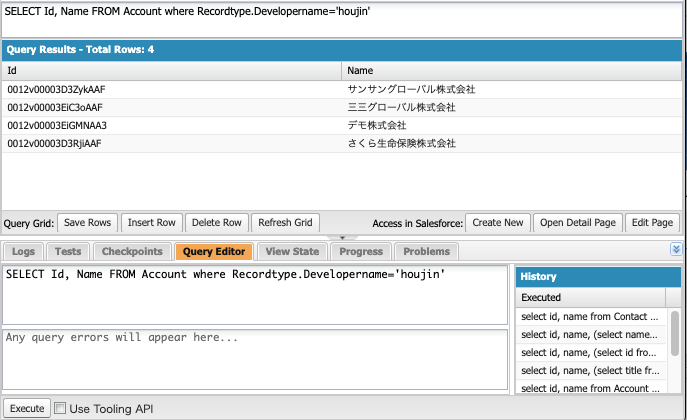 SELECT Id, Name FROM Account where Recordtype.Developername='houjin'
Query Results - Total Rows: 4
Id Name
0012v00003D3ZykAAF サンサングローバル株式会社
0012v00003EiC3oAAF 三三グローバル株式会社
0012v00003EiGMNAA3 デモ株式会社
0012v00003D3RjiAAF さくら生命保険株式会社
Query Grid: Save Rows Insert Row Delete Row Refresh Grid Access in Salesforce: Create New Open Detail Page Edit Page
Logs Tests Checkpoints Query Editor View State Progress Problems
SELECT Id, Name FROM Account where Recordtype.Developername='houjin'
Any query errors will appear here...
History
Executed
select id, name from Contact ...
select id, name, (select name...
select id, name, (select id fro...
select id, name, (select title fr...
select id, name from Account ...
Execute Use Tooling API